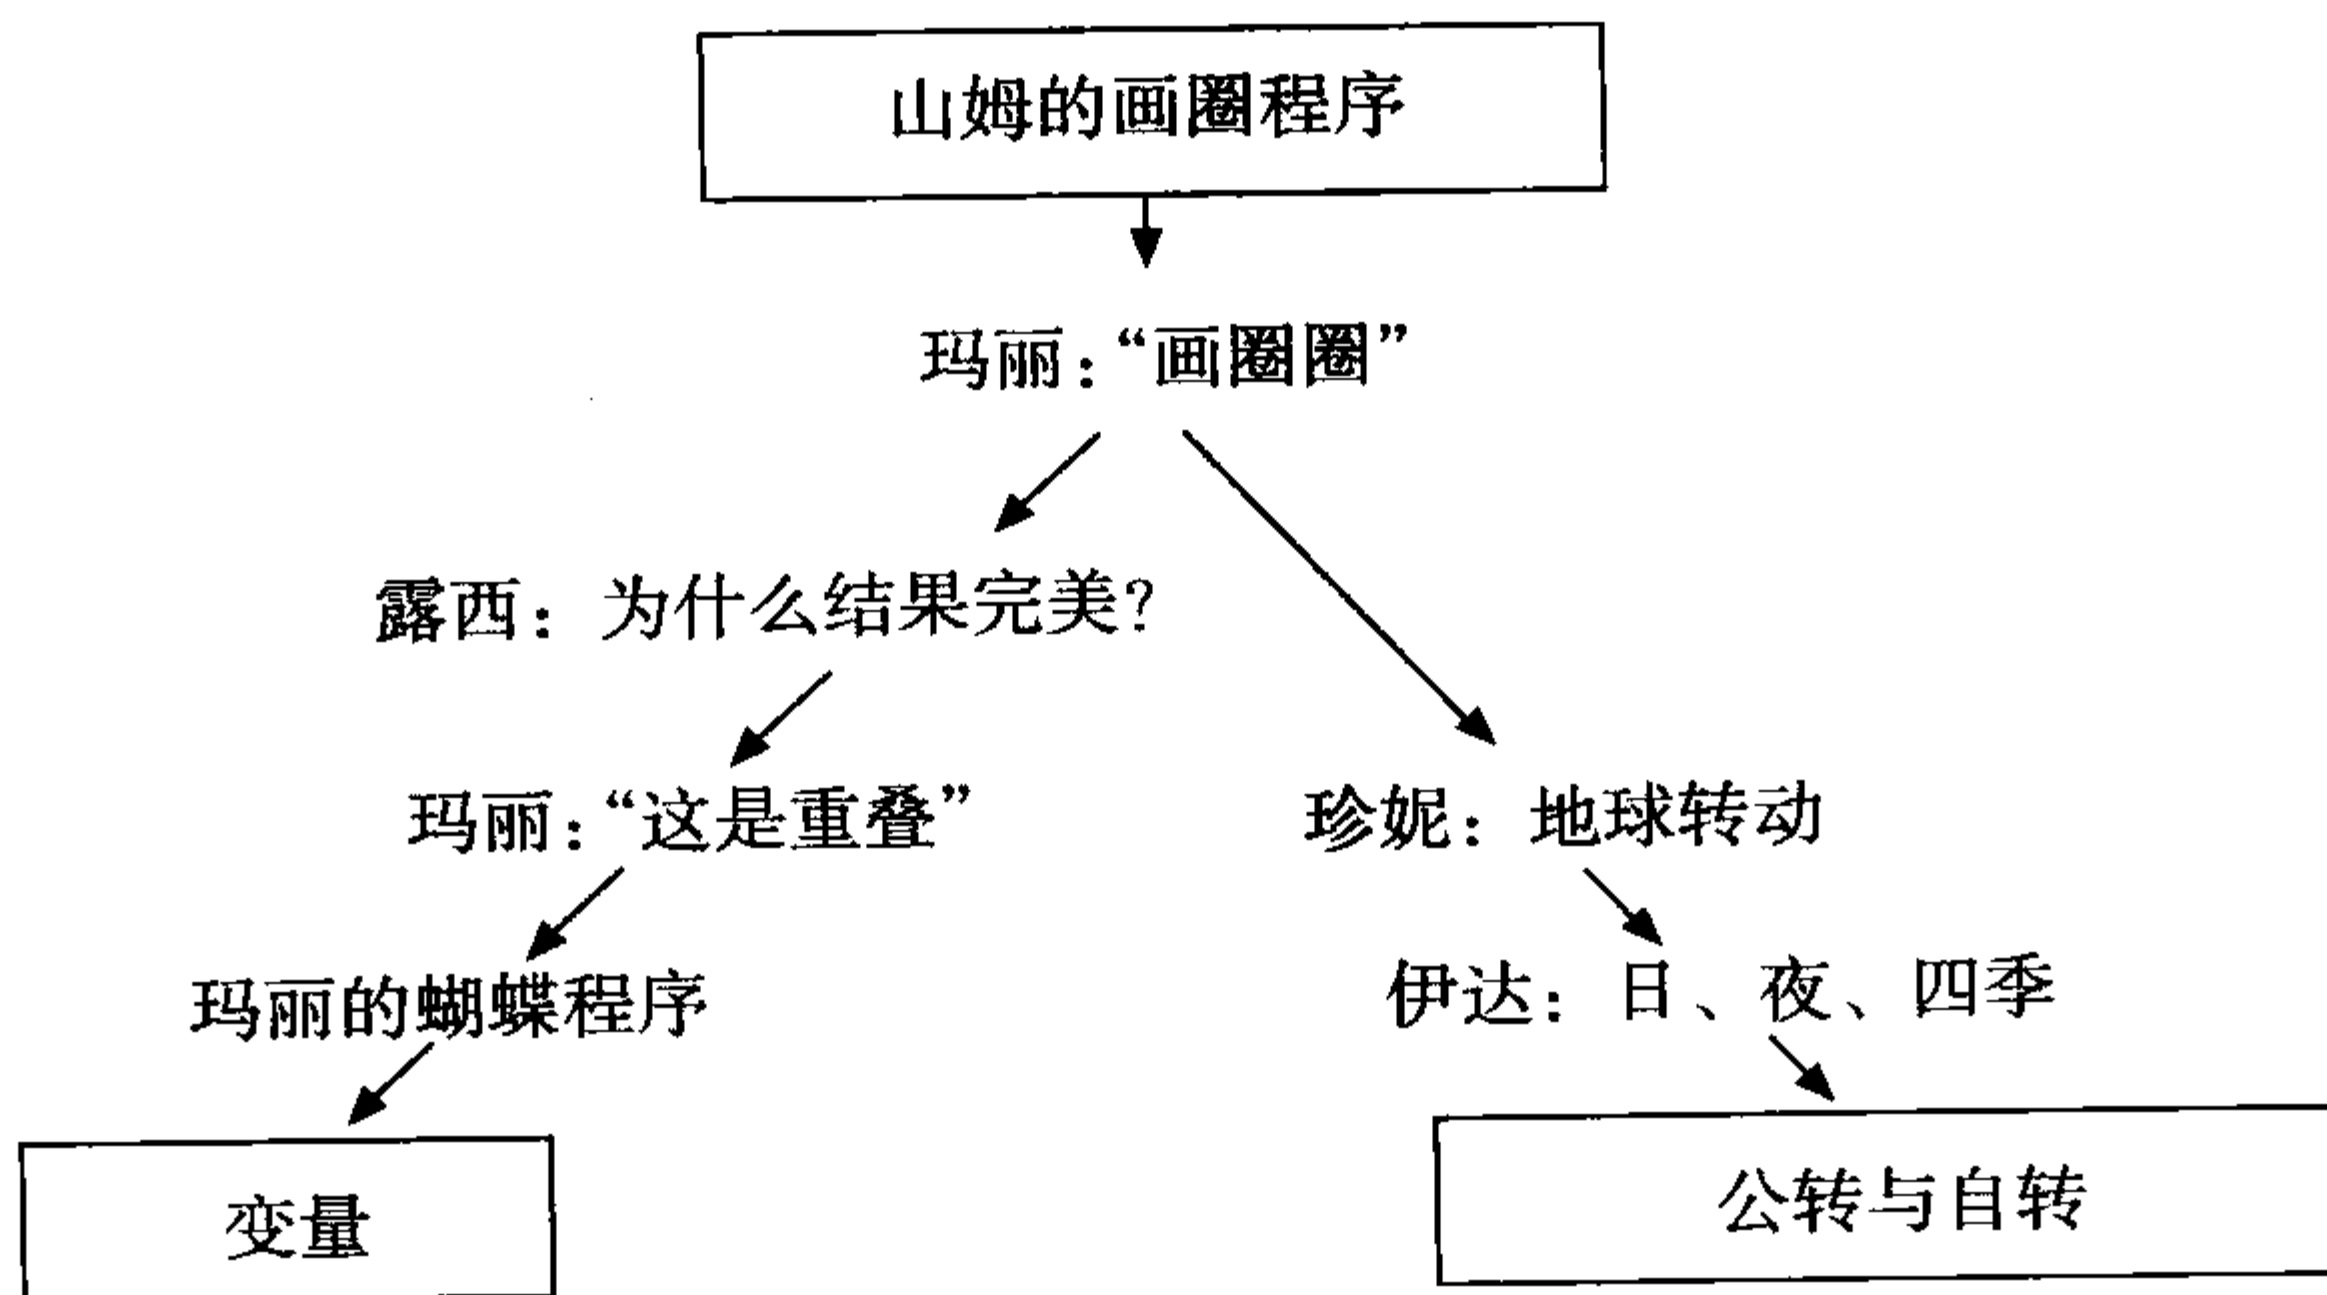 山姆的画圈程序
玛丽：“画圈圈”
露西：为什么结果完美？
玛丽：“这是重叠”
珍妮：地球转动
玛丽的蝴蝶程序
伊达：日、夜、四季
变量
公转与自转